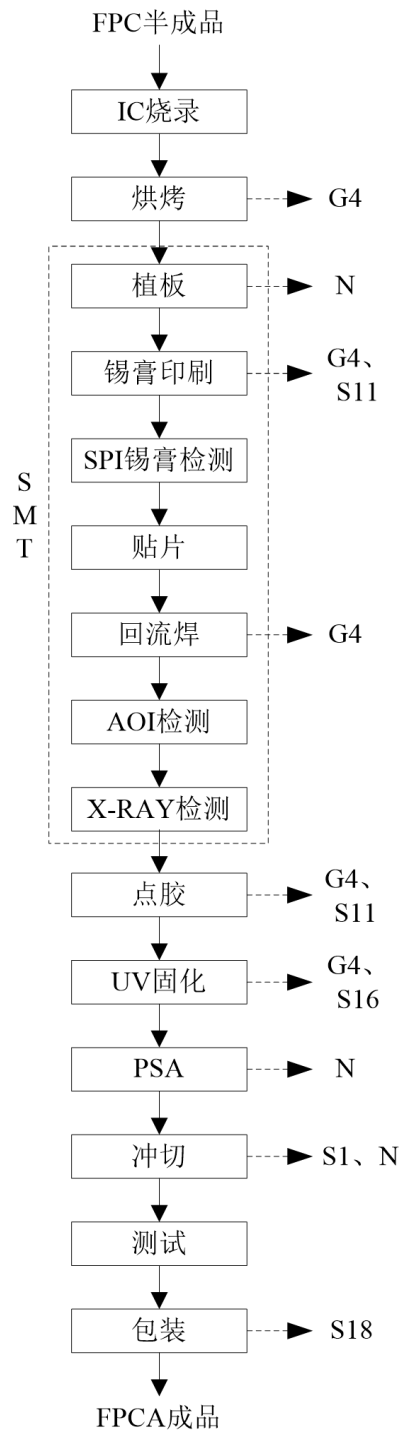 FPC半成品
IC烧录
烘烤
G4
植板
N
锡膏印刷
G4、
S11
SPI锡膏检测
S
M
T
贴片
回流焊
G4
AOI检测
X-RAY检测
点胶
G4、
S11
UV固化
G4、
S16
PSA
N
冲切
S1、N
测试
包装
S18
FPCA成品